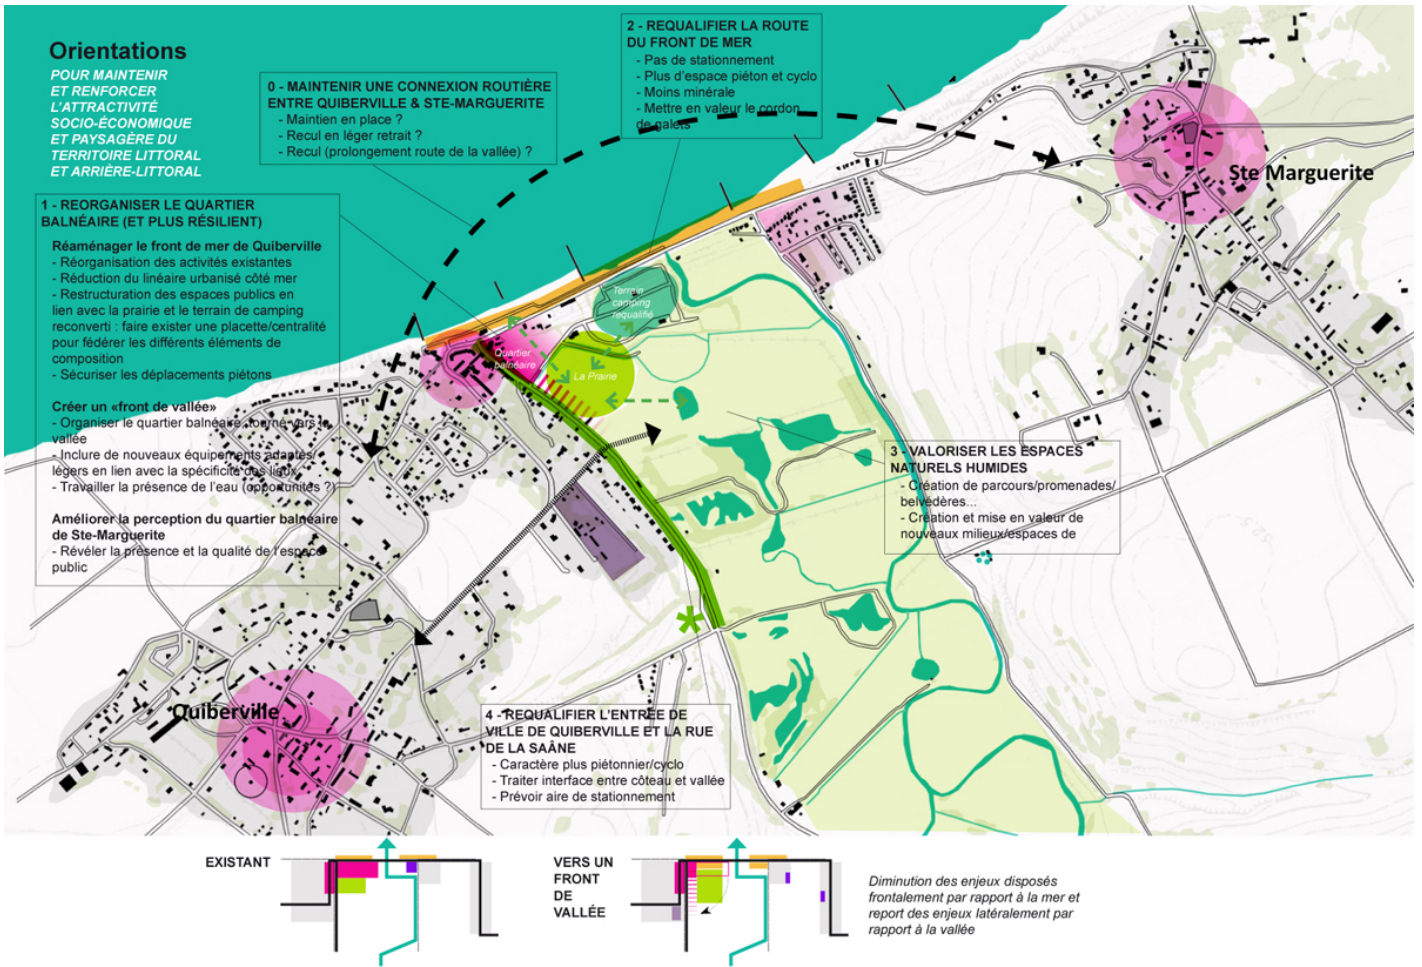 Orientations
POUR MAINTENIR
ET RENFORCER
L'ATTRACTIVITÉ
SOCIO-ÉCONOMIQUE
ET PAYSAGÈRE DU
TERRITOIRE LITTORAL
ET ARRIÈRE-LITTORAL
0 - MAINTENIR UNE CONNEXION ROUTIÈRE
ENTRE QUIBERVILLE & STE-MARGUERITE
- Maintien en place ?
- Recul en léger retrait ?
- Recul (prolongement route de la vallée) ?
2 - REQUALIFIER LA ROUTE
DU FRONT DE MER
- Pas de stationnement
- Plus d'espace piéton et cyclo
- Moins minérale
- Mettre en valeur le cordon
de galets
1 - REORGANISER LE QUARTIER
BALNÉAIRE (ET PLUS RÉSILIENT)
Réaménager le front de mer de Quiberville
- Réorganisation des activités existantes
- Réduction du linéaire urbanisé côté mer
- Restructuration des espaces publics en
lien avec la prairie et le terrain de camping
reconverti : faire exister une placette/centralité
pour fédérer les différents éléments de
composition
- Sécuriser les déplacements piétons
Créer un «front de vallée»
- Organiser le quartier balnéaire tourné vers la
vallée
- Inclure de nouveaux équipements adaptés/
légers en lien avec la spécificité des lieux
- Travailler la présence de l'eau (opportunités ?)
Améliorer la perception du quartier balnéaire
de Ste-Marguerite
- Révéler la présence et la qualité de l'espace
public
Ste Marguerite
Terrain
camping
requalifié
Quartier
balnéaire
La Prairie
3 - VALORISER LES ESPACES
NATURELS HUMIDES
- Création de parcours/promenades/
belvédères...
- Création et mise en valeur de
nouveaux milieux/espaces de
Quiberville
4 - REQUALIFIER L'ENTRÉE DE
VILLE DE QUIBERVILLE ET LA RUE
DE LA SAÂNE
- Caractère plus piétonnier/cyclo
- Traiter interface entre côteau et vallée
- Prévoir aire de stationnement
EXISTANT
VERS UN
FRONT
DE
VALLÉE
Diminution des enjeux disposés
frontalement par rapport à la mer et
report des enjeux latéralement par
rapport à la vallée